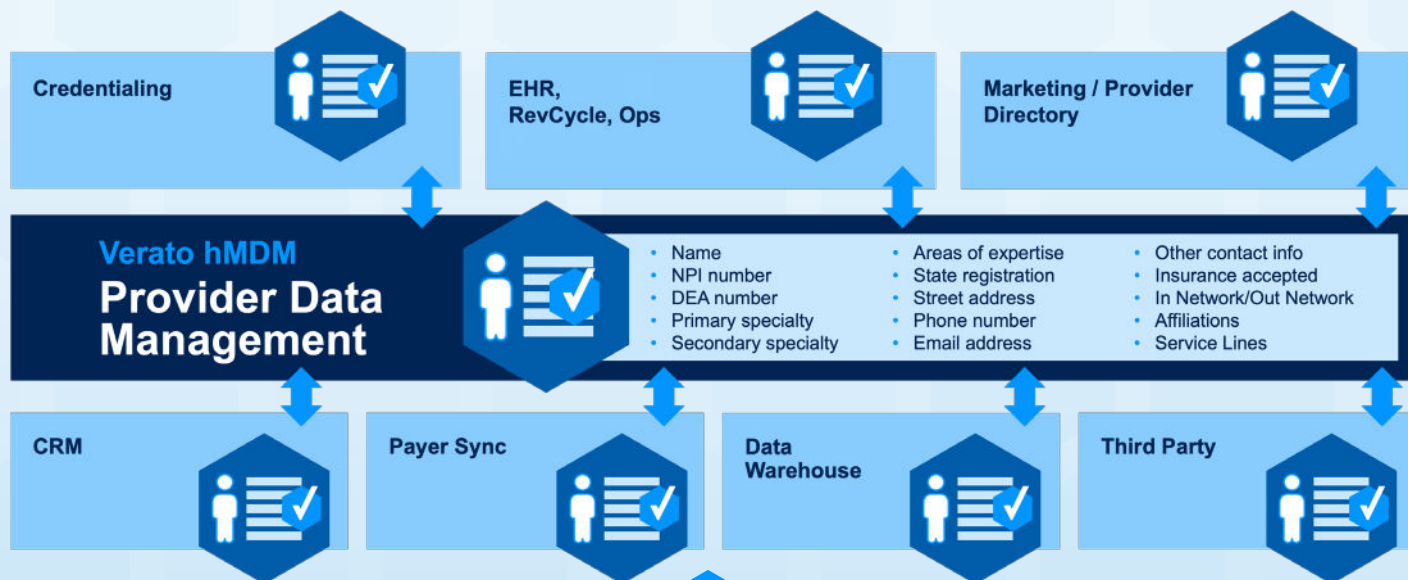 Credentialing
EHR,
RevCycle, Ops
Marketing / Provider
Directory
Verato hMDM
Provider Data
Management
• Name
• NPI number
• DEA number
• Primary specialty
• Secondary specialty
• Areas of expertise
• State registration
• Street address
• Phone number
• Email address
• Other contact info
• Insurance accepted
• In Network/Out Network
• Affiliations
• Service Lines
CRM
Payer Sync
Data
Warehouse
Third Party